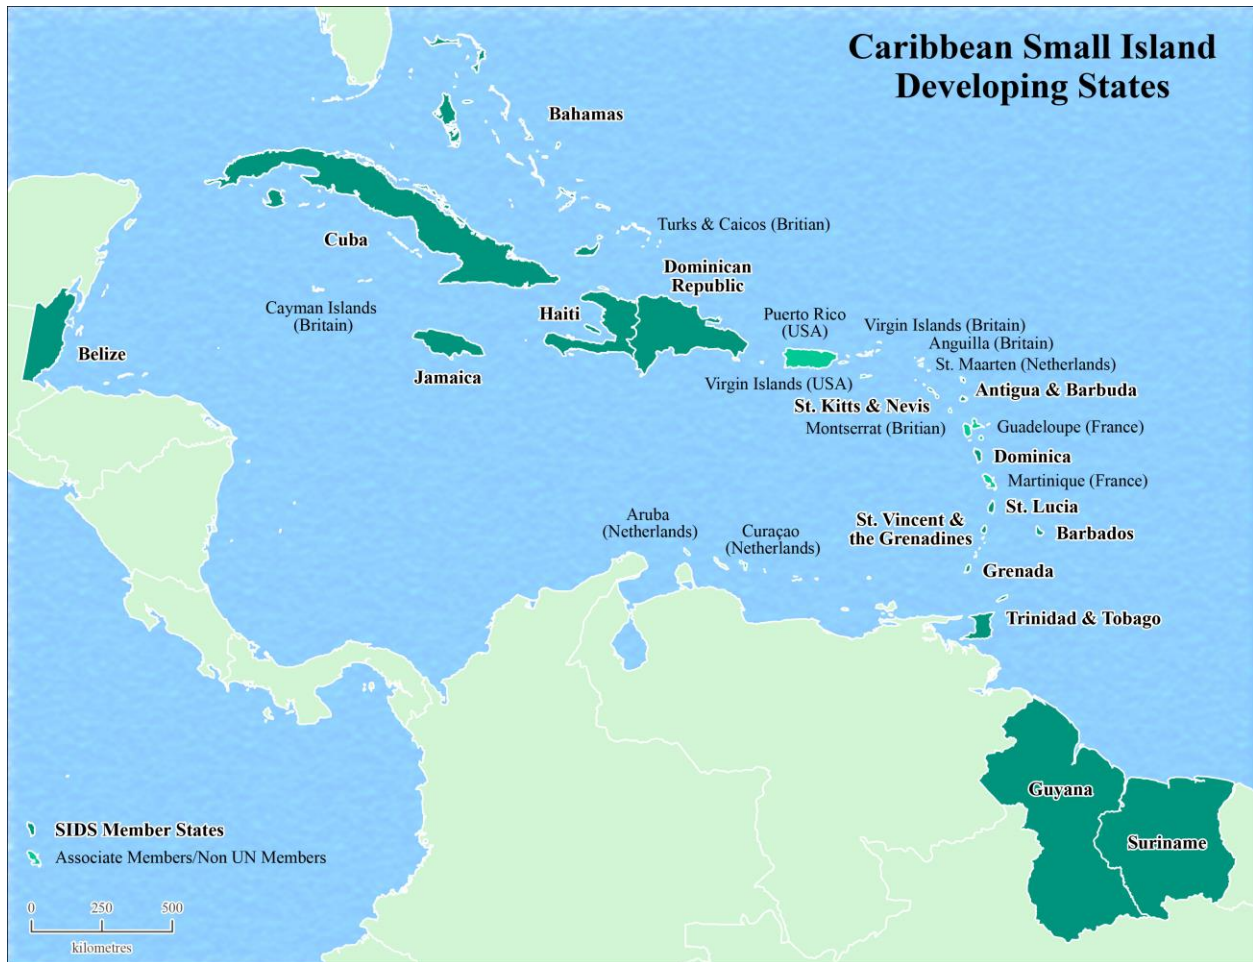 Caribbean Small Island
Developing States
Bahamas
Turks & Caicos (Britian)
Cuba
Dominican
Republic
Cayman Islands
(Britain)
Haiti
Puerto Rico
(USA)
Virgin Islands (Britain)
Anguilla (Britain)
St. Maarten (Netherlands)
Belize
Jamaica
Virgin Islands (USA)
Antigua & Barbuda
St. Kitts & Nevis
Montserrat (Britian)
Guadeloupe (France)
Dominica
Martinique (France)
St. Lucia
Aruba
(Netherlands)
Curaçao
(Netherlands)
St. Vincent &
the Grenadines
Barbados
Grenada
Trinidad & Tobago
Guyana
Suriname
SIDS Member States
Associate Members/Non UN Members
0 250 500
kilometres